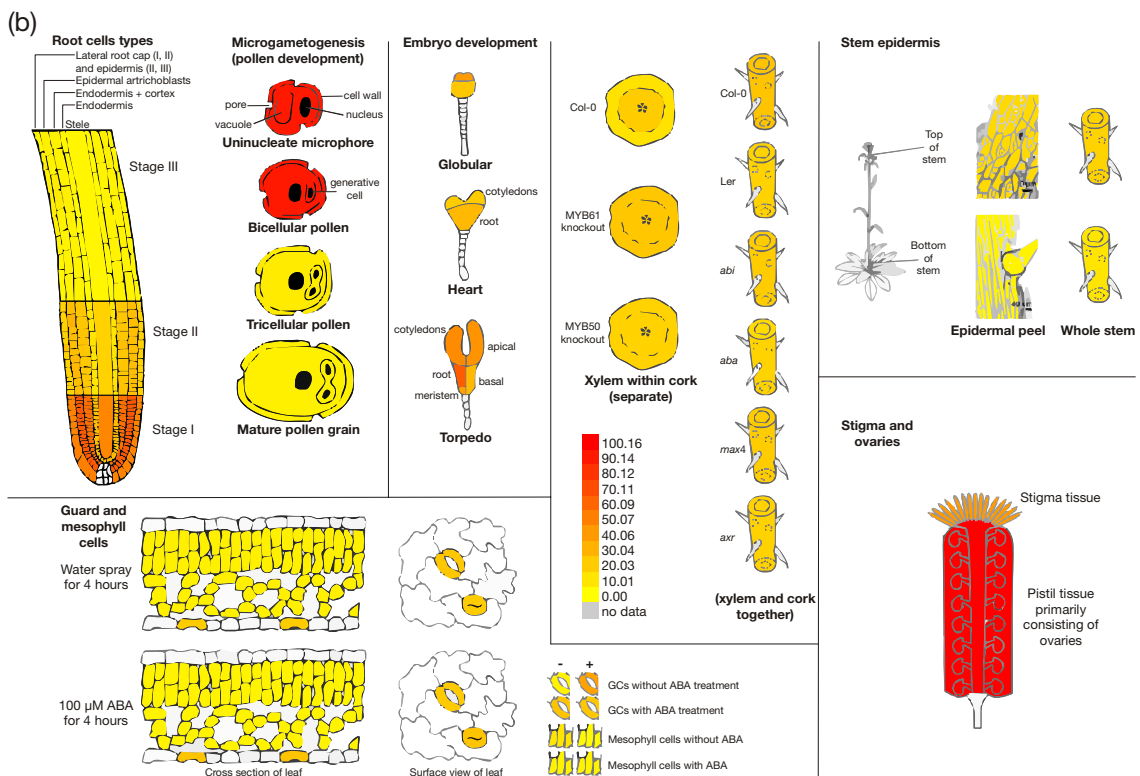 (b)
Root cells types
Lateral root cap (I, II)
and epidermis (II, III)
Epidermal artrichoblasts
Endodermis + cortex
Endodermis
Stele
Stage III
Stage II
Stage I
Microgametogenesis
(pollen development)
pore
vacuole
cell wall
nucleus
Uninucleate microphore
generative
cell
Bicellular pollen
Tricellular pollen
Mature pollen grain
Embryo development
Globular
cotyledons
root
Heart
cotyledons
apical
root
basal
meristem
Torpedo
Col-0
MYB61
knockout
MYB50
knockout
Xylem within cork
(separate)
100.16
90.14
80.12
70.11
60.09
50.07
40.06
30.04
20.03
10.01
0.00
no data
Col-0
Ler
abi
aba
max4
axr
(xylem and cork
together)
Stem epidermis
Top of
stem
Bottom of
stem
Epidermal peel
Whole stem
Stigma and
ovaries
Stigma tissue
Pistil tissue
primarily
consisting of
ovaries
Guard and
mesophyll
cells
Water spray
for 4 hours
100 µM ABA
for 4 hours
Cross section of leaf
Surface view of leaf
- +
GCs without ABA treatment
GCs with ABA treatment
Mesophyll cells without ABA
Mesophyll cells with ABA